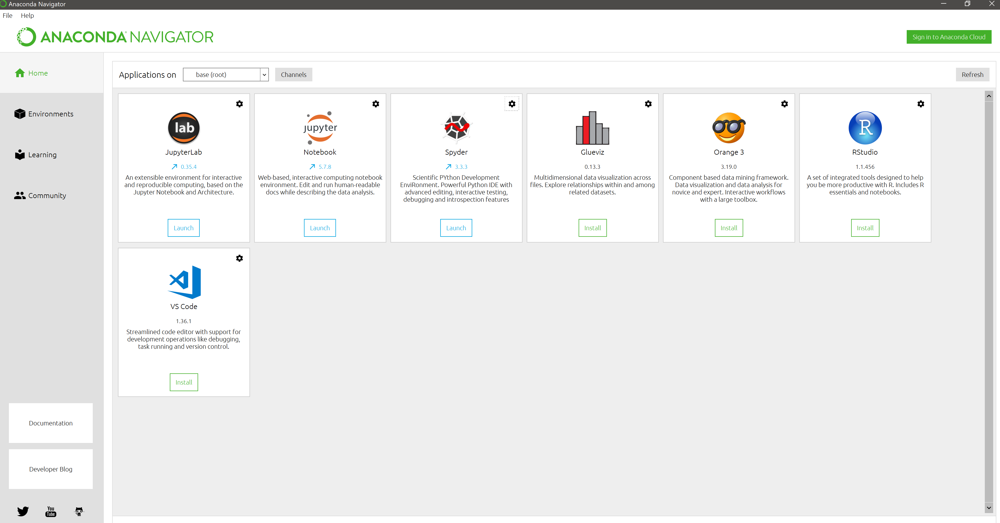 Anaconda Navigator
File Help
ANACONDA NAVIGATOR
Sign in to Anaconda Cloud
Home
Environments
Learning
Community
Documentation
Developer Blog
You
Tube
Applications on base (root) Channels Refresh
lab
JupyterLab
0.35.4
An extensible environment for interactive
and reproducible computing, based on the
Jupyter Notebook and Architecture.
Launch
jupyter
Notebook
5.7.8
Web-based, interactive computing notebook
environment. Edit and run human-readable
docs while describing the data analysis.
Launch
Spyder
3.3.3
Scientific PYthon Development
EnviRonment. Powerful Python IDE with
advanced editing, interactive testing,
debugging and introspection features
Launch
Glueviz
0.13.3
Multidimensional data visualization across
files. Explore relationships within and among
related datasets.
Install
Orange 3
3.19.0
Component based data mining framework.
Data visualization and data analysis for
novice and expert. Interactive workflows
with a large toolbox.
Install
R
RStudio
1.1.456
A set of integrated tools designed to help
you be more productive with R. Includes R
essentials and notebooks.
Install
VS Code
1.36.1
Streamlined code editor with support for
development operations like debugging,
task running and version control.
Install